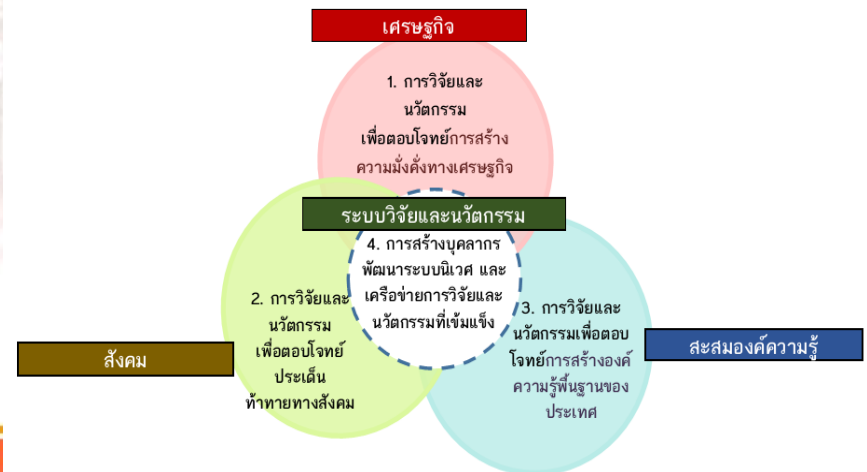 เศรษฐกิจ
1. การวิจัยและ
นวัตกรรม
เพื่อตอบโจทย์การสร้าง
ความมั่งคั่งทางเศรษฐกิจ
ระบบวิจัยและนวัตกรรม
4. การสร้างบุคลากร
พัฒนาระบบนิเวศ และ
เครือข่ายการวิจัยและ
นวัตกรรมที่เข้มแข็ง
สังคม
2. การวิจัยและ
นวัตกรรม
เพื่อตอบโจทย์
ประเด็น
ท้าทายทางสังคม
สะสมองค์ความรู้
3. การวิจัยและ
นวัตกรรมเพื่อตอบ
โจทย์การสร้างองค์
ความรู้พื้นฐานของ
ประเทศ